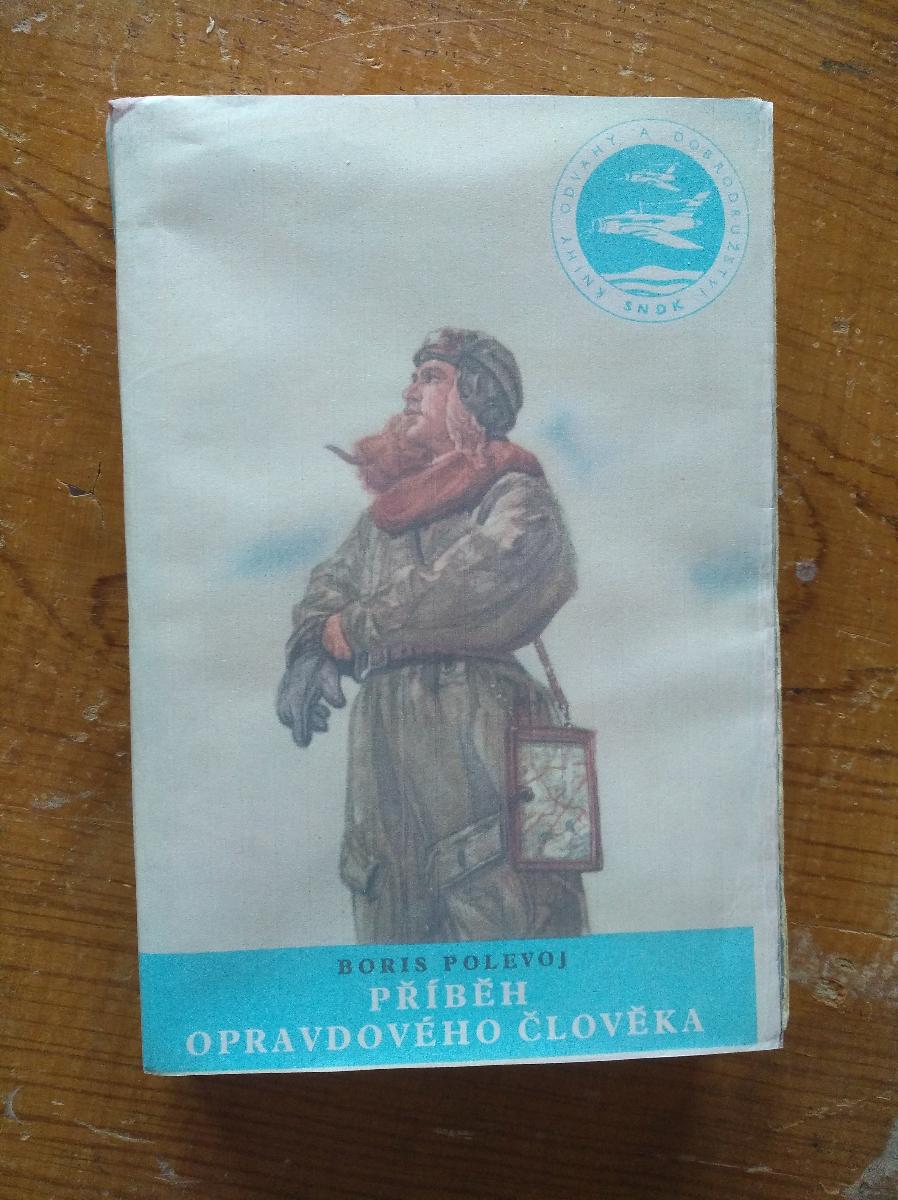 KNIHY ODVAHY A DOBRODRUŽSTVÍ
SNDK
BORIS POLEVOJ
PŘÍBĚH
OPRAVDOVÉHO ČLOVĚKA